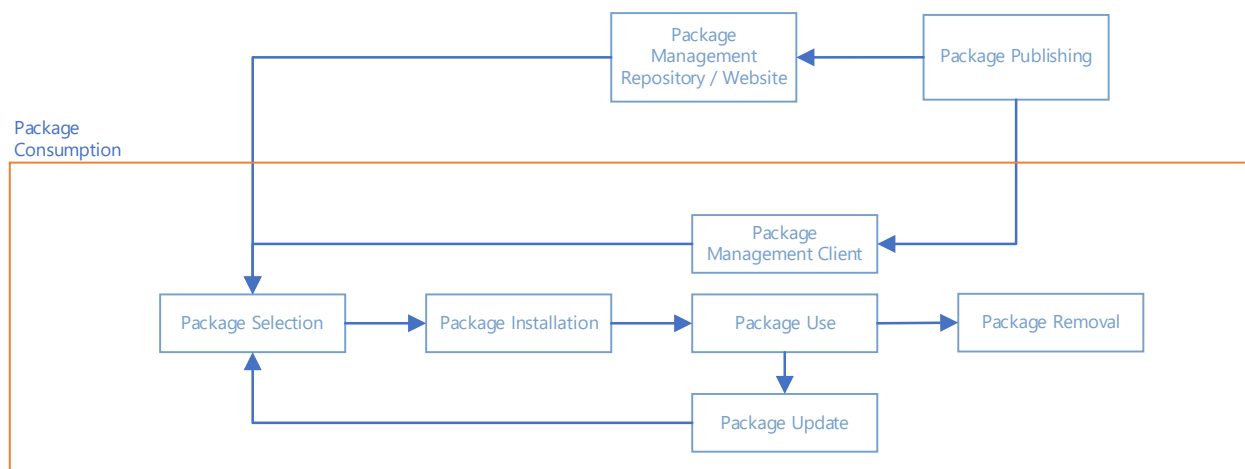 Package
Management
Repository / Website
Package Publishing
Package
Consumption
Package
Management Client
Package Selection
Package Installation
Package Use
Package Removal
Package Update